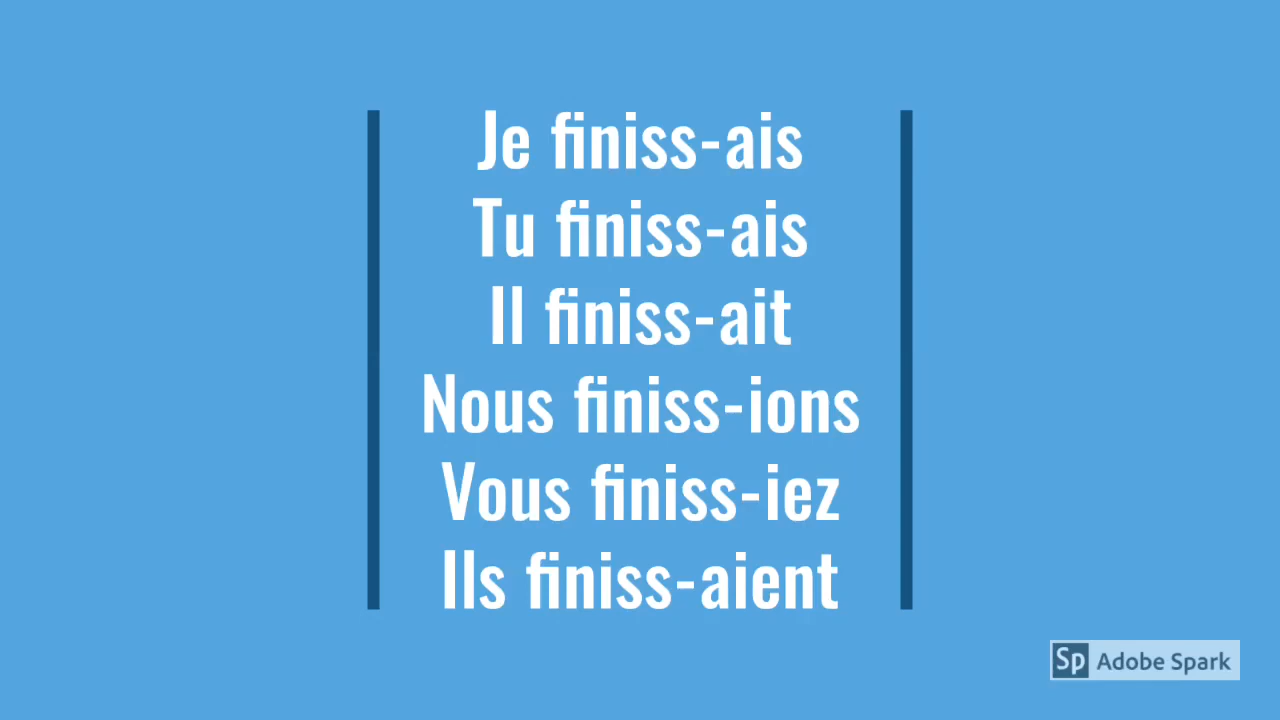 Je finiss-ais
Tu finiss-ais
Il finiss-ait
Nous finiss-ions
Vous finiss-iez
Ils finiss-aient
Sp Adobe Spark